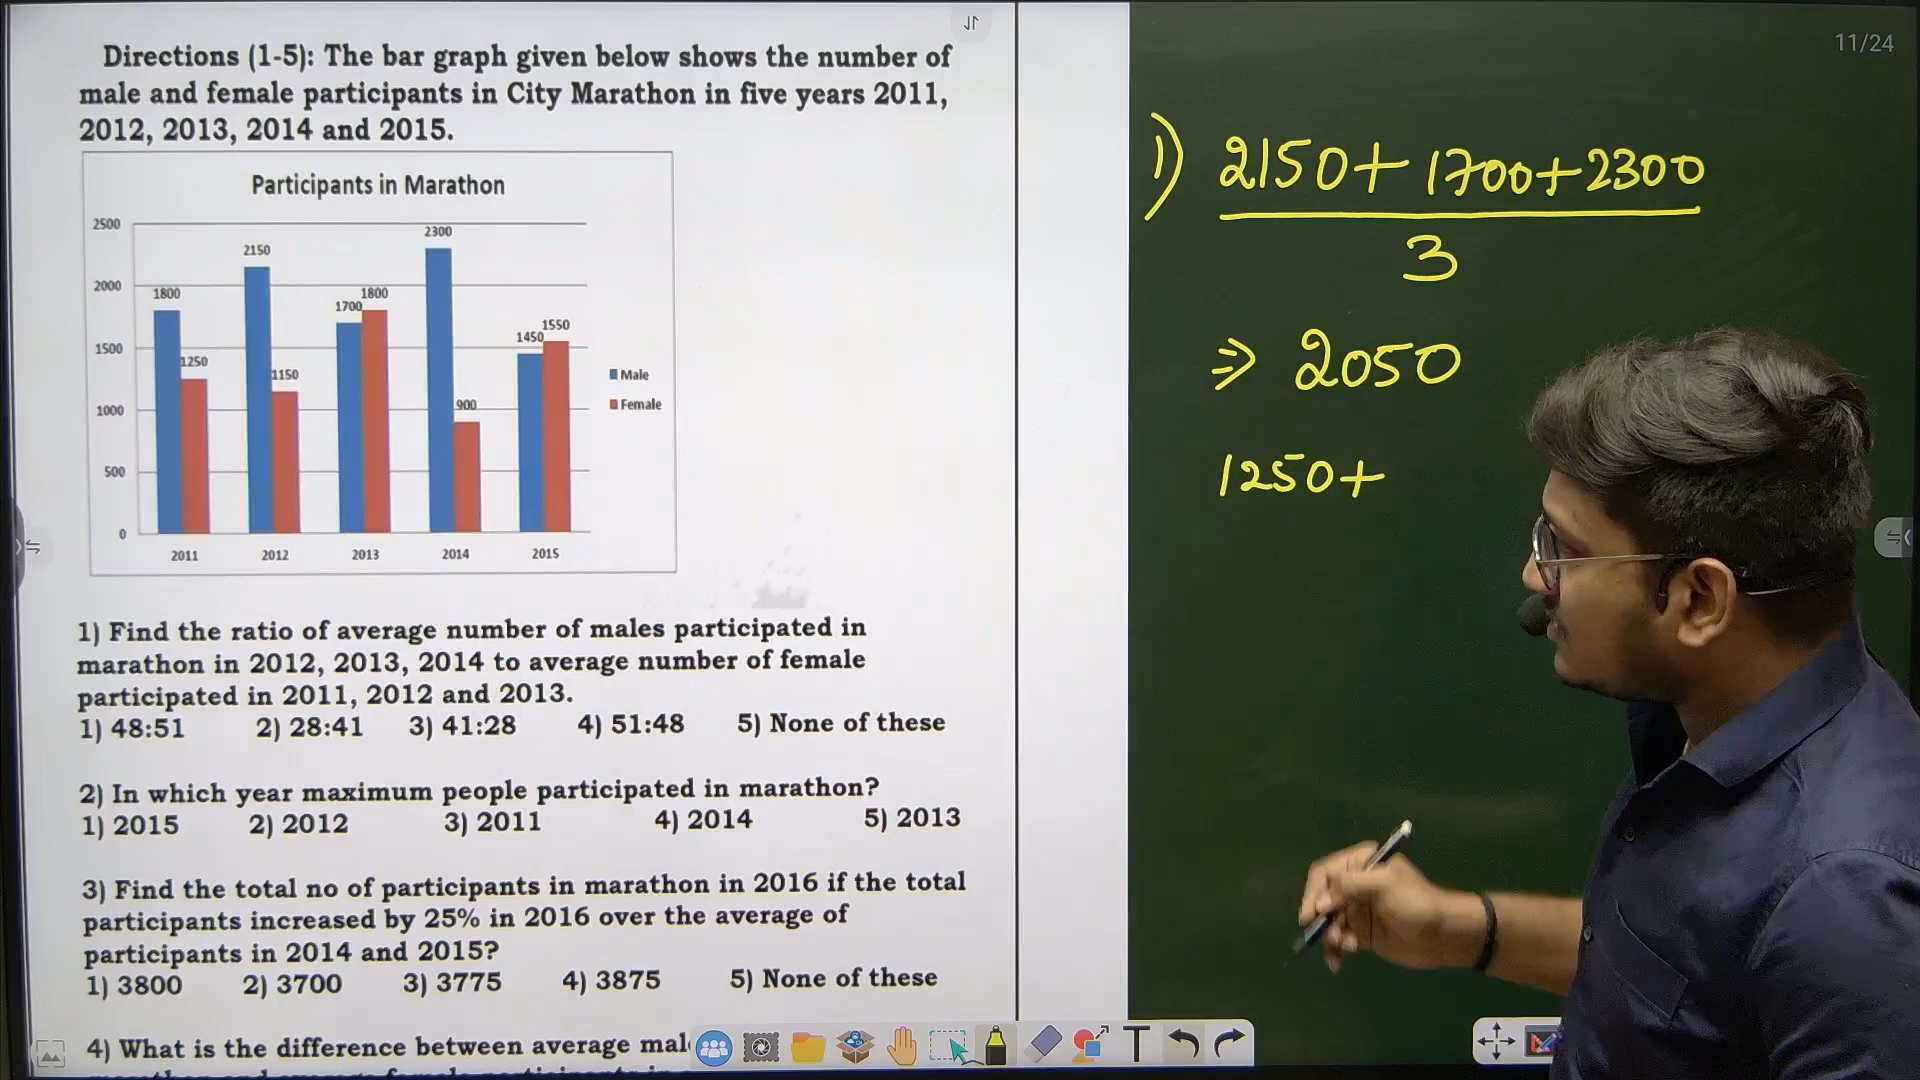 Directions (1-5): The bar graph given below shows the number of
male and female participants in City Marathon in five years 2011,
2012, 2013, 2014 and 2015.
Participants in Marathon
2500
2000
1500
1000
500
0
1800
1250
2150
1150
1700
1800
2300
900
1450
1550
2011 2012 2013 2014 2015
Male
Female
1) Find the ratio of average number of males participated in
marathon in 2012, 2013, 2014 to average number of female
participated in 2011, 2012 and 2013.
1) 48:51 2) 28:41 3) 41:28 4) 51:48 5) None of these
2) In which year maximum people participated in marathon?
1) 2015 2) 2012 3) 2011 4) 2014 5) 2013
3) Find the total no of participants in marathon in 2016 if the total
participants increased by 25% in 2016 over the average of
participants in 2014 and 2015?
1) 3800 2) 3700 3) 3775 4) 3875 5) None of these
4) What is the difference between average mal
11/24
1) 2150+1700+2300
3
⇒ 2050
1250+
T